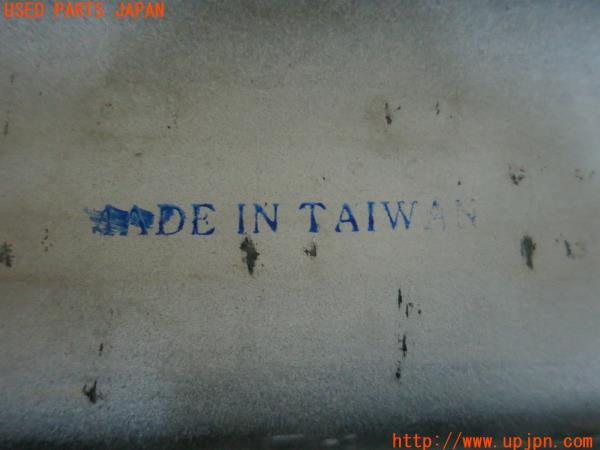 USED PARTS JAPAN
MADE IN TAIWAN
http://www.upjpn.com/